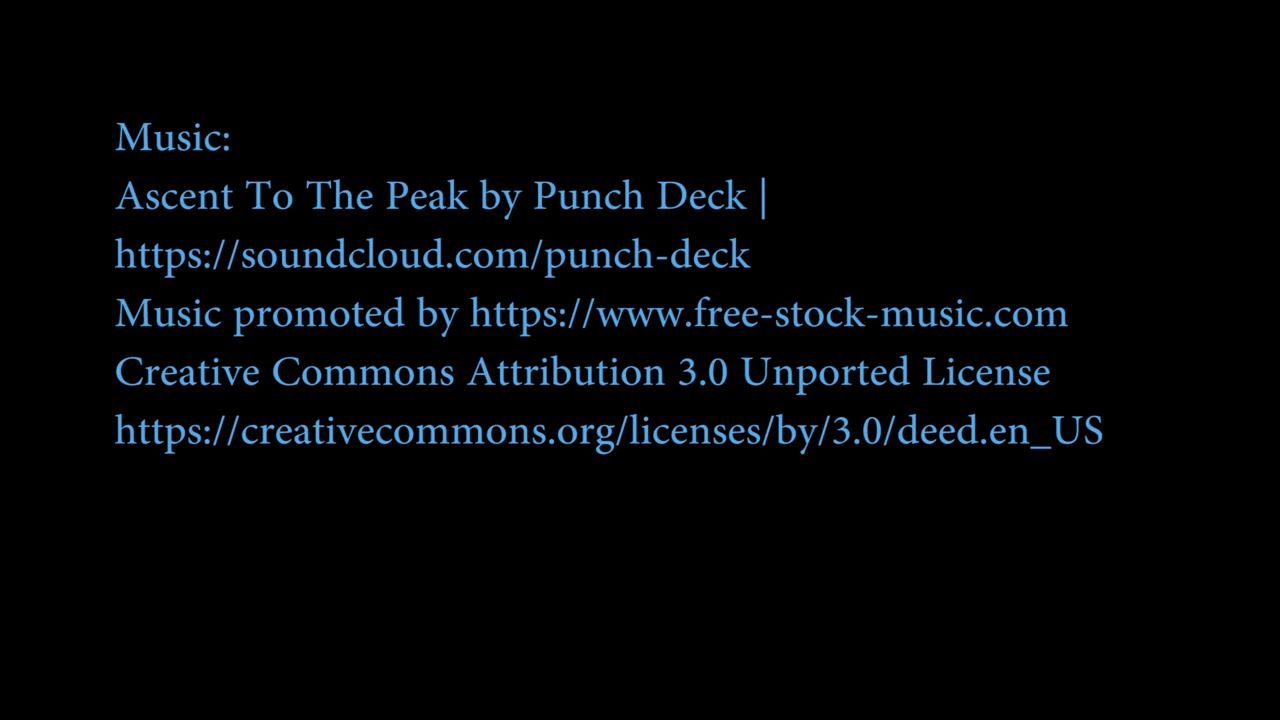 Music:
Ascent To The Peak by Punch Deck |
https://soundcloud.com/punch-deck
Music promoted by https://www.free-stock-music.com
Creative Commons Attribution 3.0 Unported License
https://creativecommons.org/licenses/by/3.0/deed.en_US